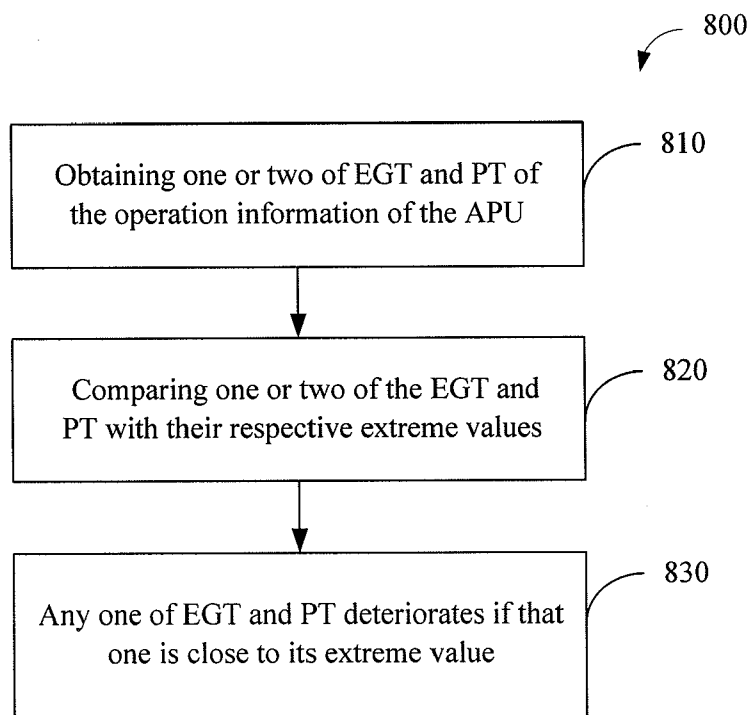 800
Obtaining one or two of EGT and PT of
the operation information of the APU
810
Comparing one or two of the EGT and
PT with their respective extreme values
820
Any one of EGT and PT deteriorates if that
one is close to its extreme value
830